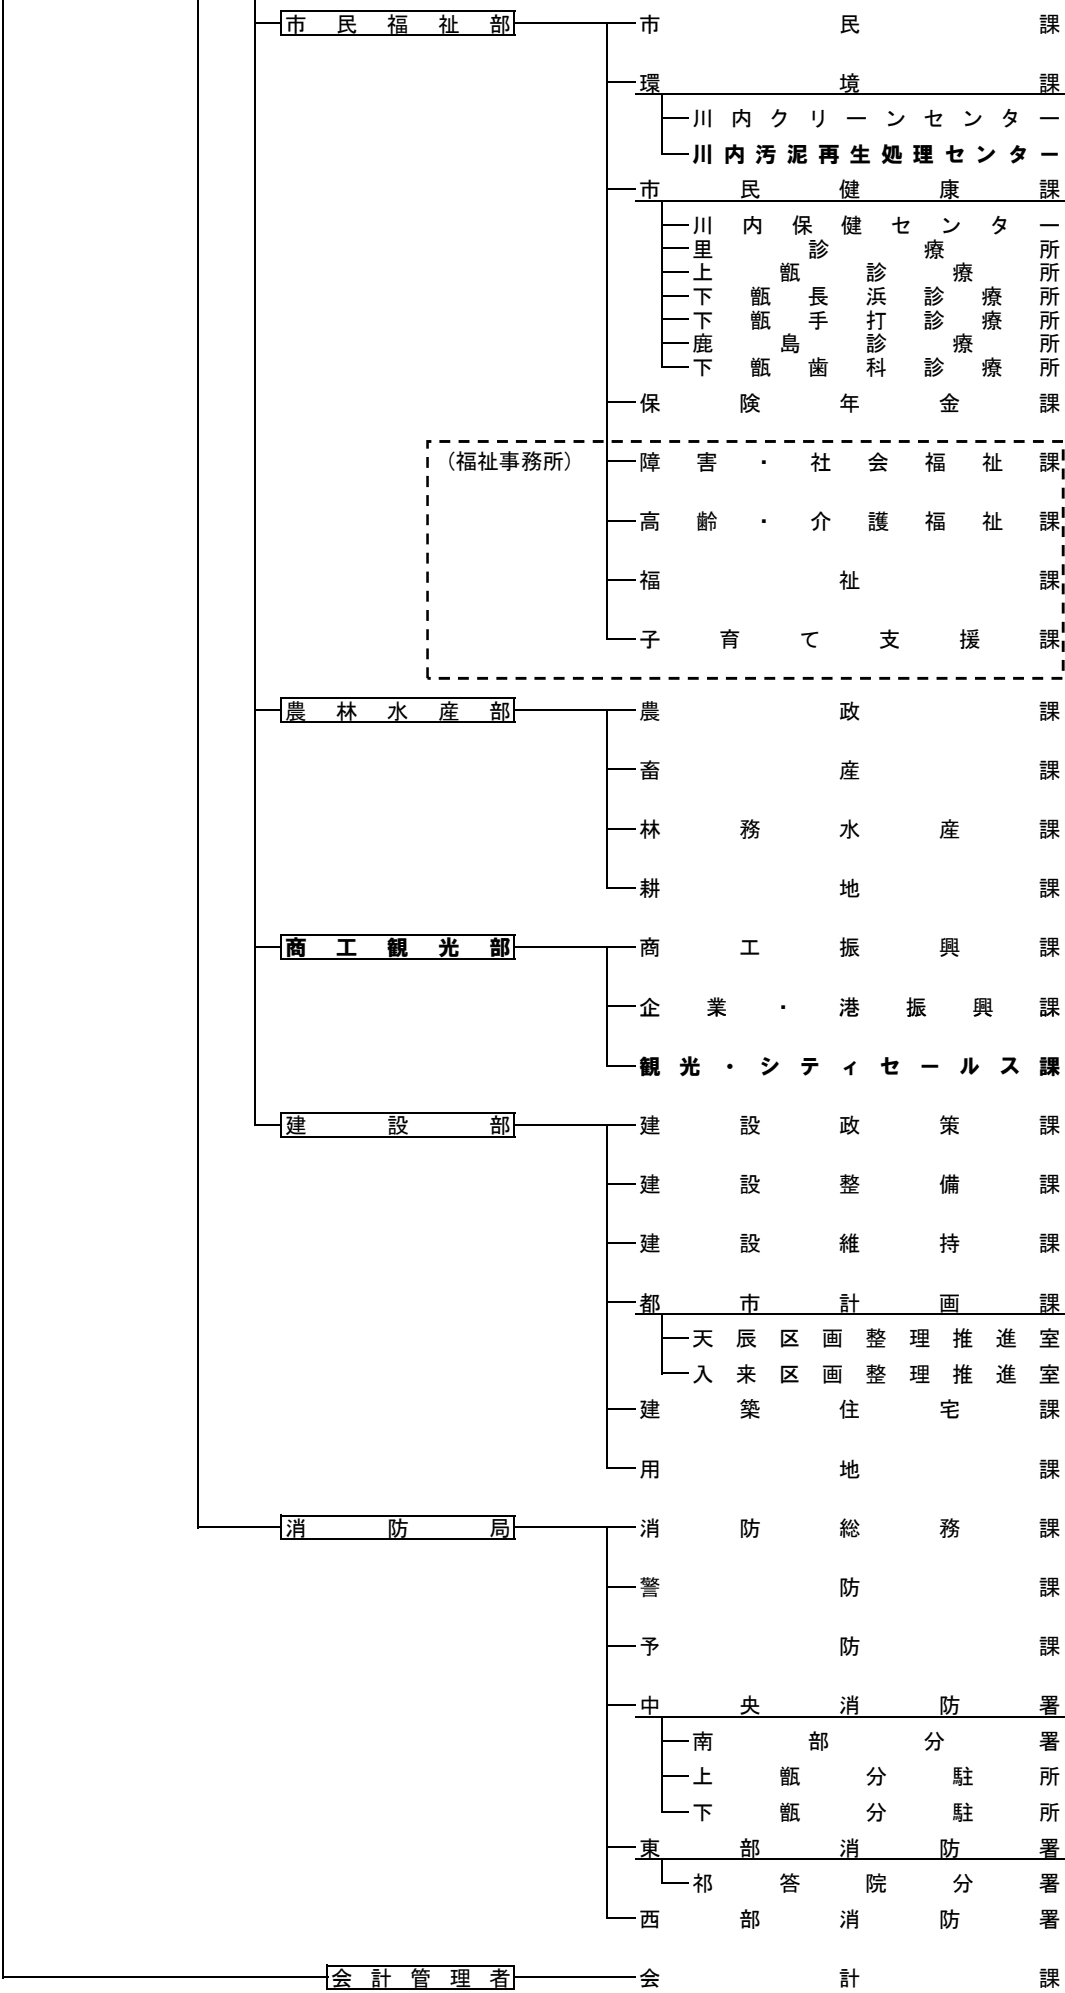 市民福祉部 市民課
環境課
川内クリーンセンター
川内汚泥再生処理センター
市民健康課
川内保健センター
里診療所
上甑診療所
下甑長浜診療所
下甑手打診療所
鹿島診療所
下甑歯科診療所
保険年金課
（福祉事務所） 障害・社会福祉課
高齢・介護福祉課
福祉課
子育て支援課
農林水産部 農政課
畜産課
林務水産課
耕地課
商工観光部 商工振興課
企業・港振興課
観光・シティセールス課
建設部 建設政策課
建設整備課
建設維持課
都市計画課
天辰区画整理推進室
入来区画整理推進室
建築住宅課
用地課
消防局 消防総務課
警防課
予防課
中央消防署
南部分署
上甑分駐所
下甑分駐所
東部消防署
祁答院分署
西部消防署
会計管理者 会計課